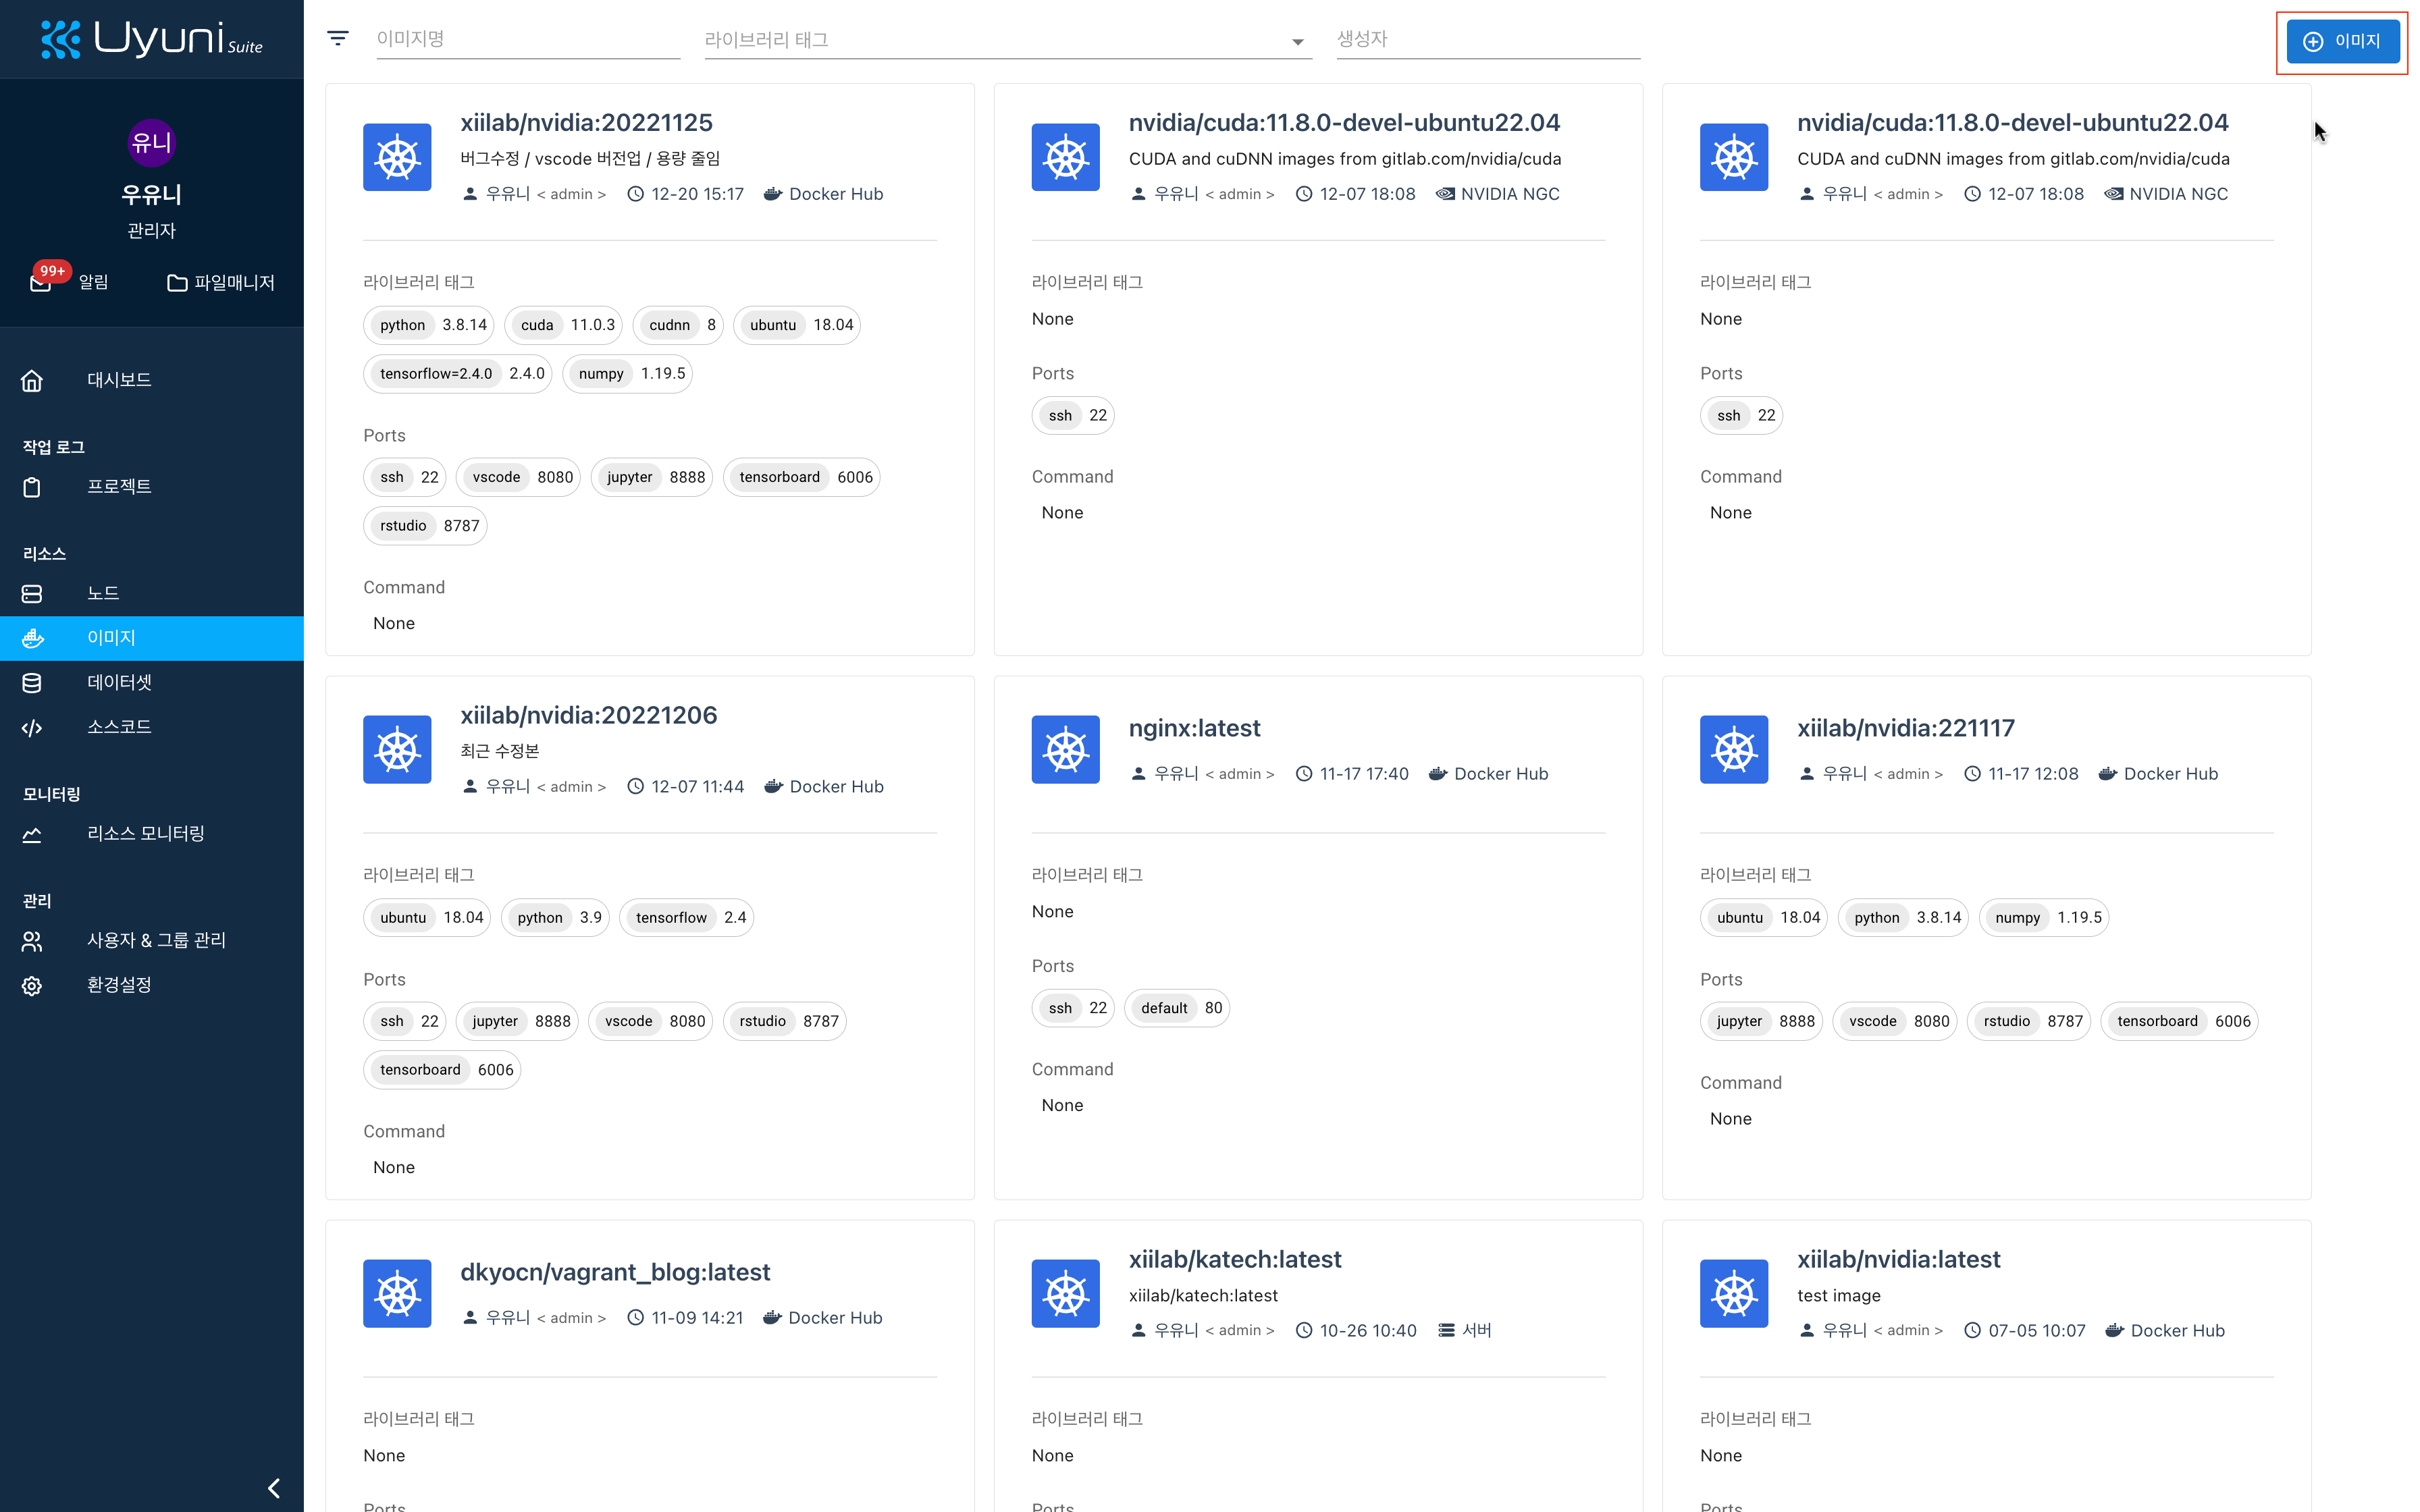 Uyuni Suite
유니
우유니
관리자
99+ 알림 파일매니저
대시보드
작업 로그
프로젝트
리소스
노드
이미지
데이터셋
소스코드
모니터링
리소스 모니터링
관리
사용자 & 그룹 관리
환경설정
이미지명 라이브러리 태그 생성자 이미지
xiilab/nvidia:20221125
버그수정 / vscode 버전업 / 용량 줄임
우유니 < admin > 12-20 15:17 Docker Hub
라이브러리 태그
python 3.8.14 cuda 11.0.3 cudnn 8 ubuntu 18.04
tensorflow=2.4.0 2.4.0 numpy 1.19.5
Ports
ssh 22 vscode 8080 jupyter 8888 tensorboard 6006
rstudio 8787
Command
None
nvidia/cuda:11.8.0-devel-ubuntu22.04
CUDA and cuDNN images from gitlab.com/nvidia/cuda
우유니 < admin > 12-07 18:08 NVIDIA NGC
라이브러리 태그
None
Ports
ssh 22
Command
None
nvidia/cuda:11.8.0-devel-ubuntu22.04
CUDA and cuDNN images from gitlab.com/nvidia/cuda
우유니 < admin > 12-07 18:08 NVIDIA NGC
라이브러리 태그
None
Ports
ssh 22
Command
None
xiilab/nvidia:20221206
최근 수정본
우유니 < admin > 12-07 11:44 Docker Hub
라이브러리 태그
ubuntu 18.04 python 3.9 tensorflow 2.4
Ports
ssh 22 jupyter 8888 vscode 8080 rstudio 8787
tensorboard 6006
Command
None
nginx:latest
우유니 < admin > 11-17 17:40 Docker Hub
라이브러리 태그
None
Ports
ssh 22 default 80
Command
None
xiilab/nvidia:221117
우유니 < admin > 11-17 12:08 Docker Hub
라이브러리 태그
ubuntu 18.04 python 3.8.14 numpy 1.19.5
Ports
jupyter 8888 vscode 8080 rstudio 8787 tensorboard 6006
Command
None
dkyocn/vagrant_blog:latest
우유니 < admin > 11-09 14:21 Docker Hub
라이브러리 태그
None
Ports
xiilab/katech:latest
xiilab/katech:latest
우유니 < admin > 10-26 10:40 서버
라이브러리 태그
None
Ports
xiilab/nvidia:latest
test image
우유니 < admin > 07-05 10:07 Docker Hub
라이브러리 태그
None
Ports